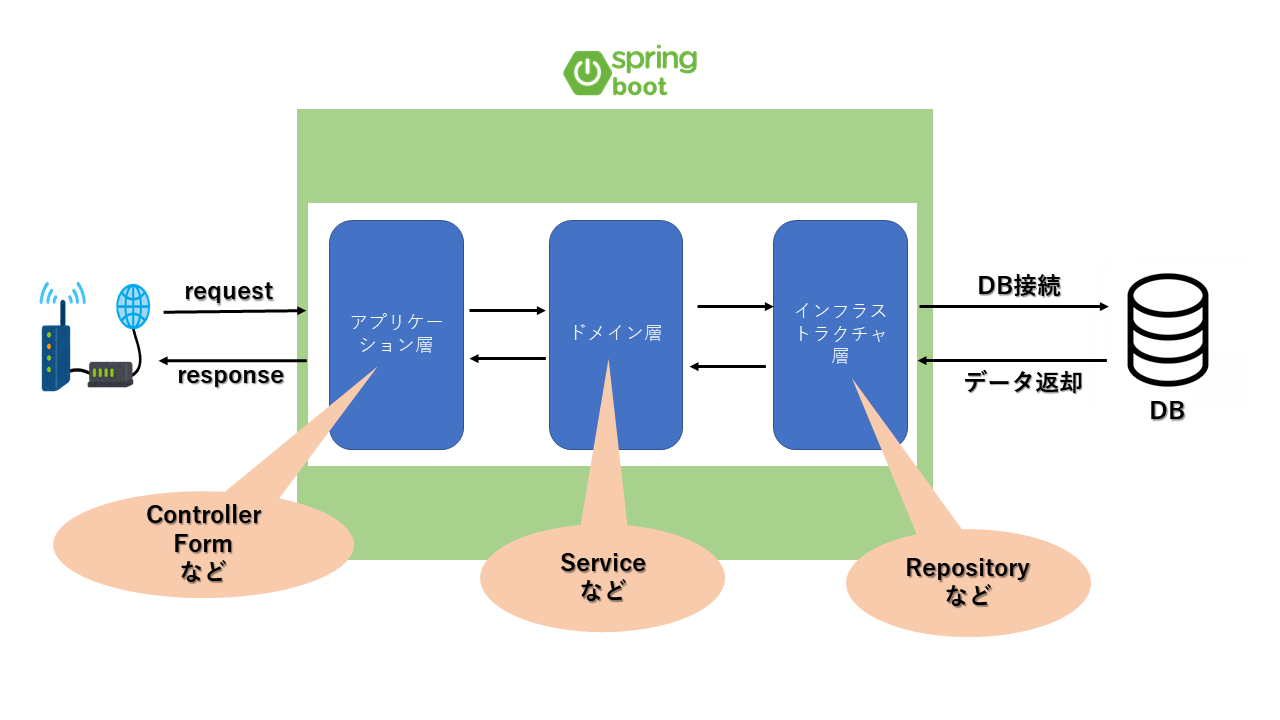 spring
boot
request
response
アプリケー
ション層
ドメイン層
インフラス
トラクチャ
層
DB接続
データ返却
DB
Controller
Form
など
Service
など
Repository
など